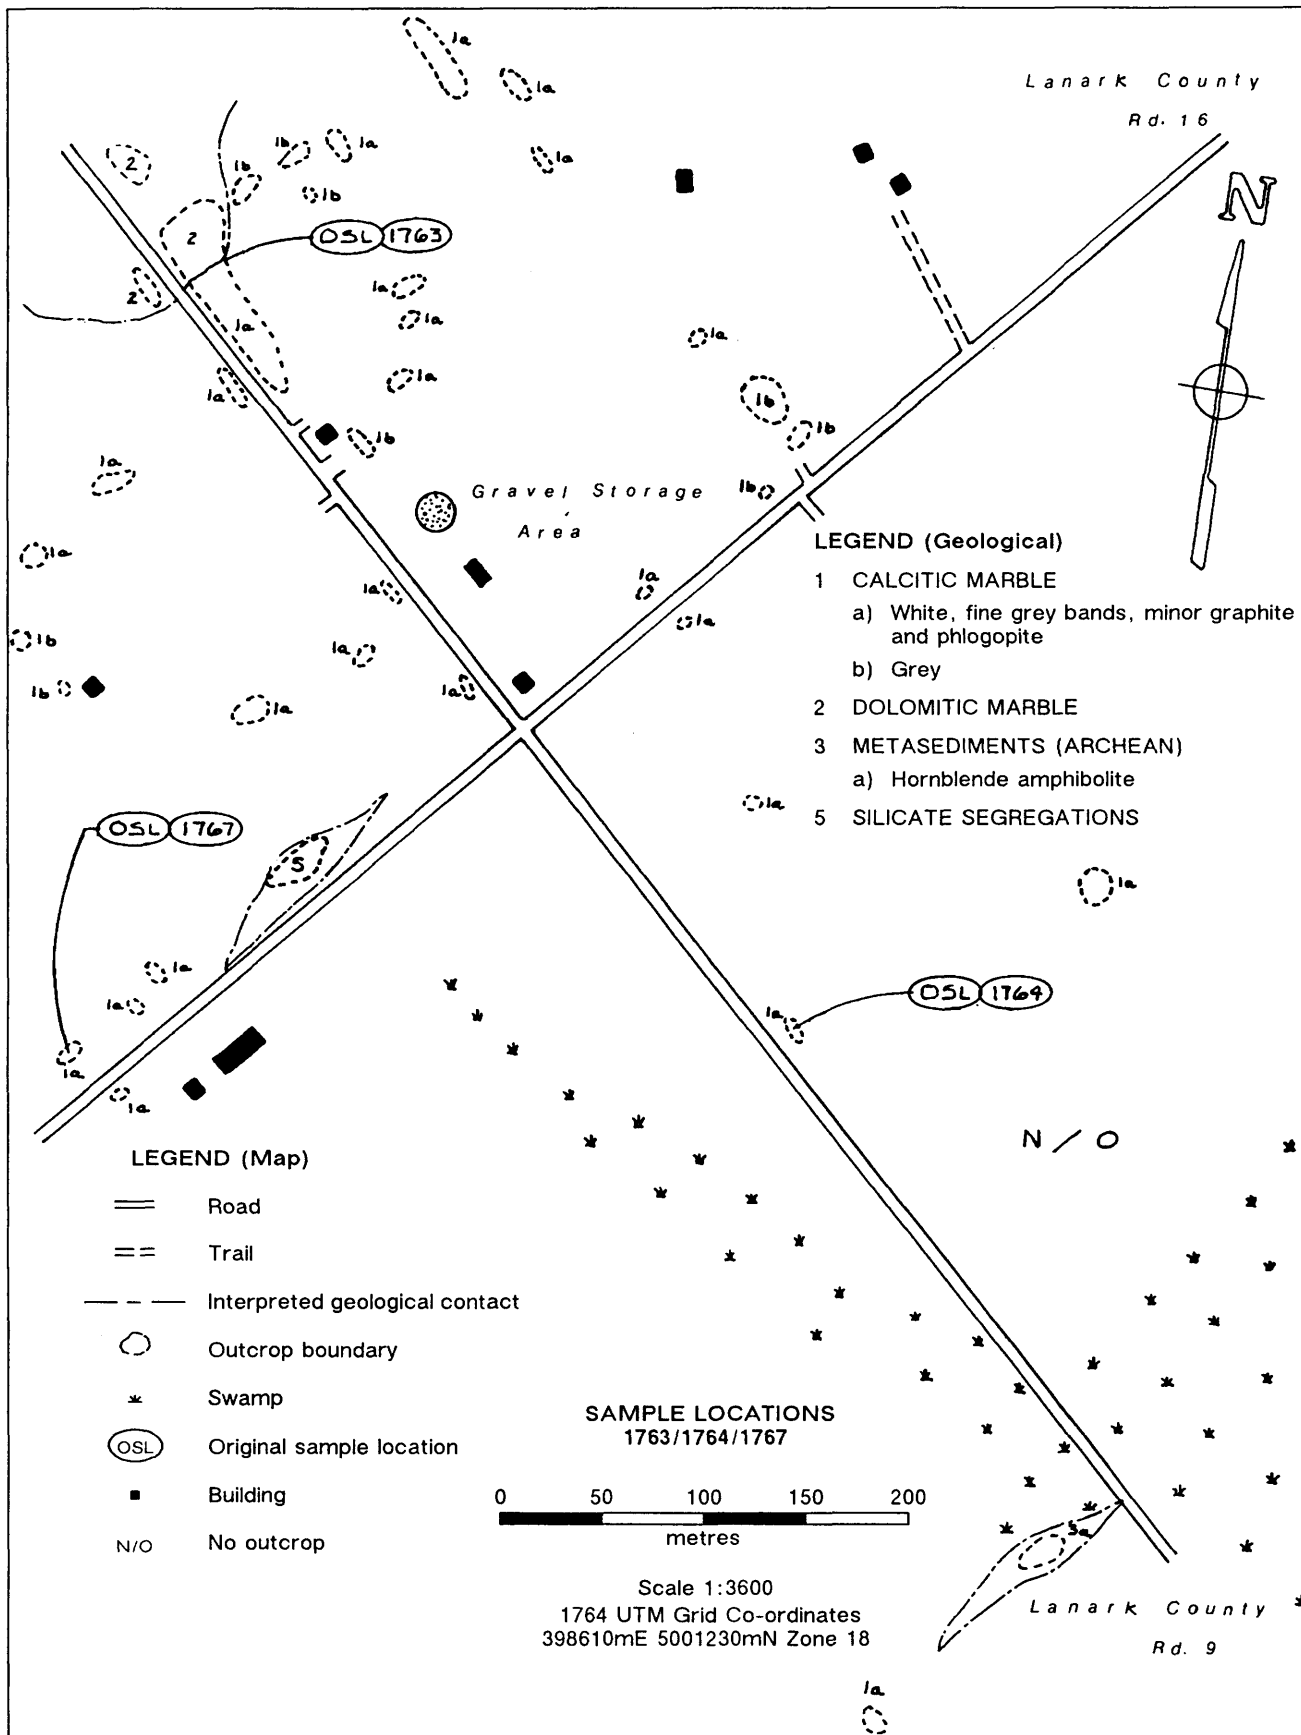 1a
1a
Lanark County
Rd. 16
1b
1a
1a
2
1b
1b
N
2
OSL 1763
2
1a
1a
1a
1a
1a
1a
1b
1b
1b
1a
1b
Gravel Storage
Area
LEGEND (Geological)
1 CALCITIC MARBLE
a) White, fine grey bands, minor graphite
and phlogopite
b) Grey
2 DOLOMITIC MARBLE
3 METASEDIMENTS (ARCHEAN)
a) Hornblende amphibolite
5 SILICATE SEGREGATIONS
1a
1a
1a
1a
1b
1a
1b
1a
1a
1a
OSL 1767
5
1a
1a
1a
OSL 1764
1a
1a
1a
1a
N/O
LEGEND (Map)
Road
Trail
Interpreted geological contact
Outcrop boundary
Swamp
OSL Original sample location
Building
N/O No outcrop
SAMPLE LOCATIONS
1763/1764/1767
0 50 100 150 200
metres
Scale 1:3600
1764 UTM Grid Co-ordinates
398610mE 5001230mN Zone 18
3a
Lanark County
Rd. 9
1a